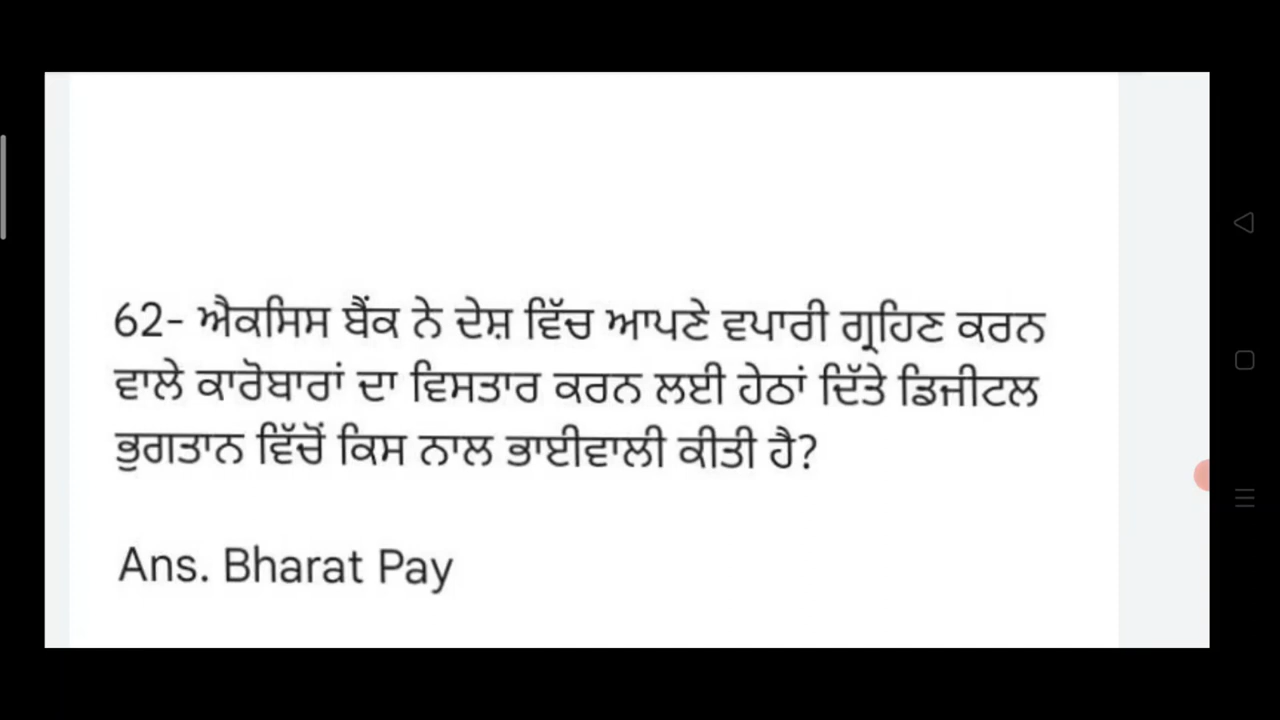 62- ਐਕਸਿਸ ਬੈਂਕ ਨੇ ਦੇਸ਼ ਵਿੱਚ ਆਪਣੇ ਵਪਾਰੀ ਗ੍ਰਹਿਣ ਕਰਨ
ਵਾਲੇ ਕਾਰੋਬਾਰਾਂ ਦਾ ਵਿਸਤਾਰ ਕਰਨ ਲਈ ਹੇਠਾਂ ਦਿੱਤੇ ਡਿਜੀਟਲ
ਭੁਗਤਾਨ ਵਿੱਚੋਂ ਕਿਸ ਨਾਲ ਭਾਈਵਾਲੀ ਕੀਤੀ ਹੈ?
Ans. Bharat Pay